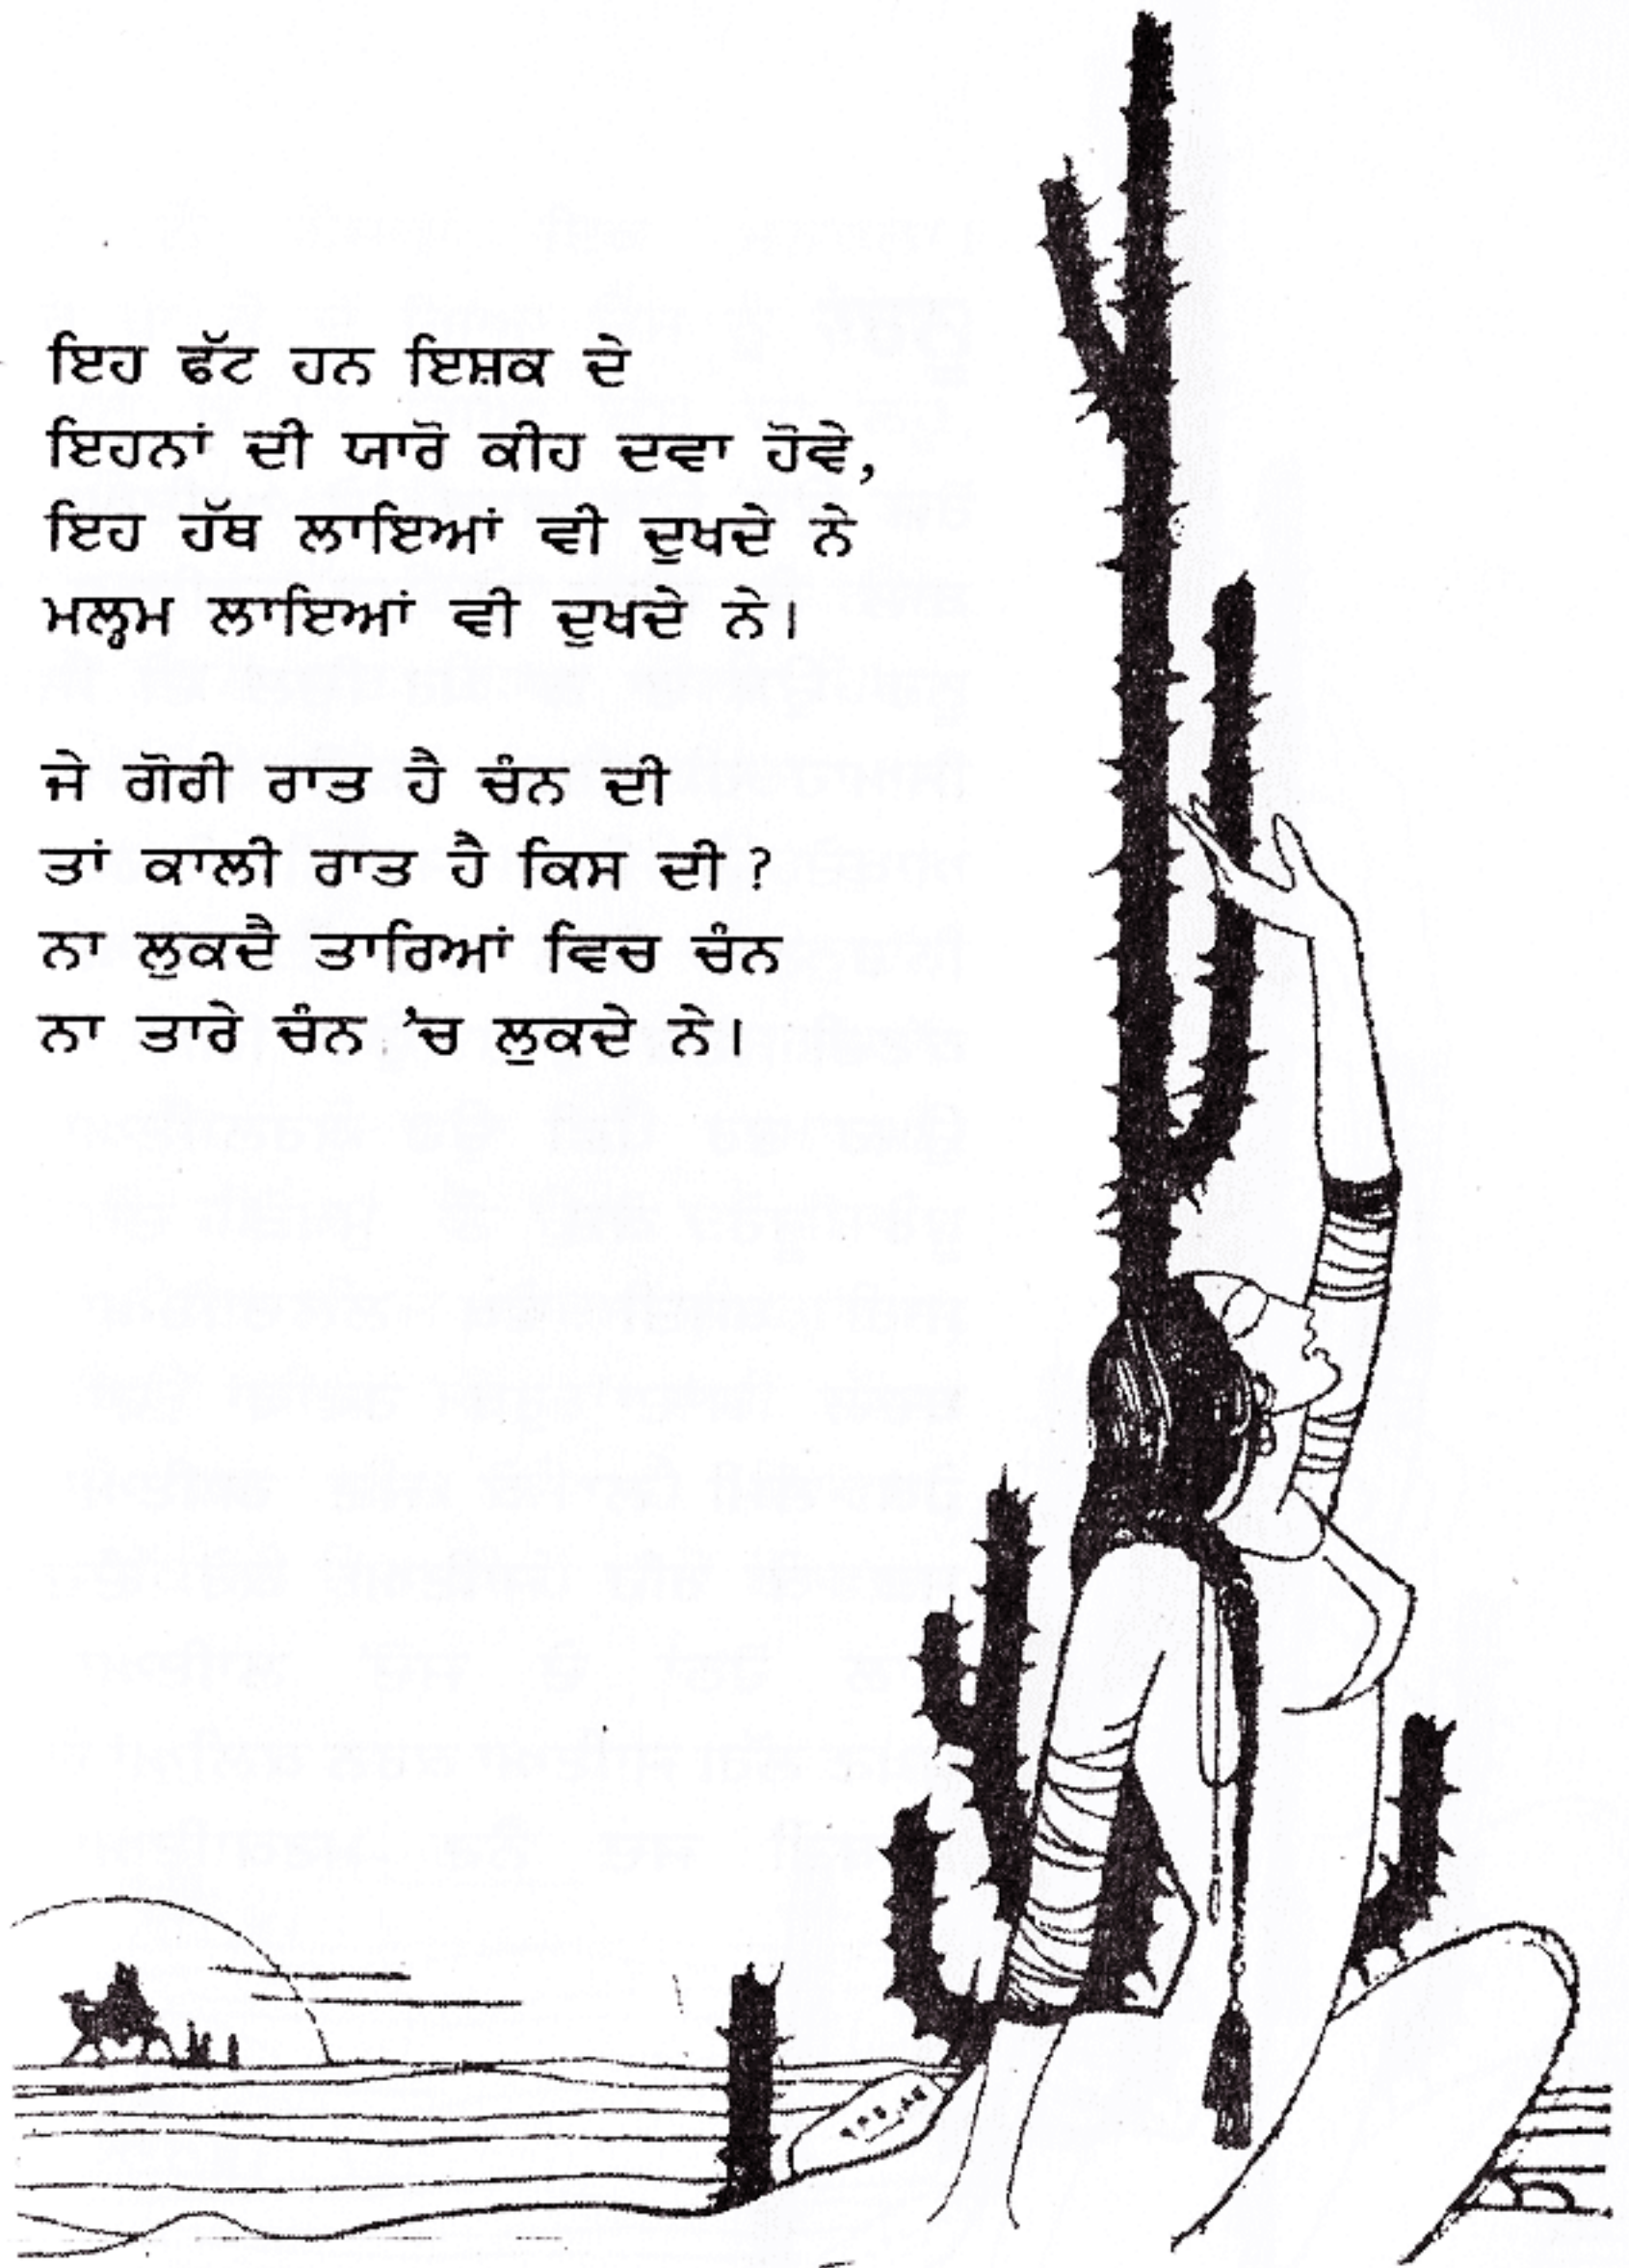 ਇਹ ਫੱਟ ਹਨ ਇਸ਼ਕ ਦੇ
ਇਹਨਾਂ ਦੀ ਯਾਰੋ ਕੀਹ ਦਵਾ ਹੋਵੇ,
ਇਹ ਹੱਥ ਲਾਇਆਂ ਵੀ ਦੁਖਦੇ ਨੇ
ਮਲ੍ਹਮ ਲਾਇਆਂ ਵੀ ਦੁਖਦੇ ਨੇ।
ਜੇ ਗੋਰੀ ਰਾਤ ਹੈ ਚੰਨ ਦੀ
ਤਾਂ ਕਾਲੀ ਰਾਤ ਹੈ ਕਿਸ ਦੀ ?
ਨਾ ਲੁਕਦੈ ਤਾਰਿਆਂ ਵਿਚ ਚੰਨ
ਨਾ ਤਾਰੇ ਚੰਨ 'ਚ ਲੁਕਦੇ ਨੇ।